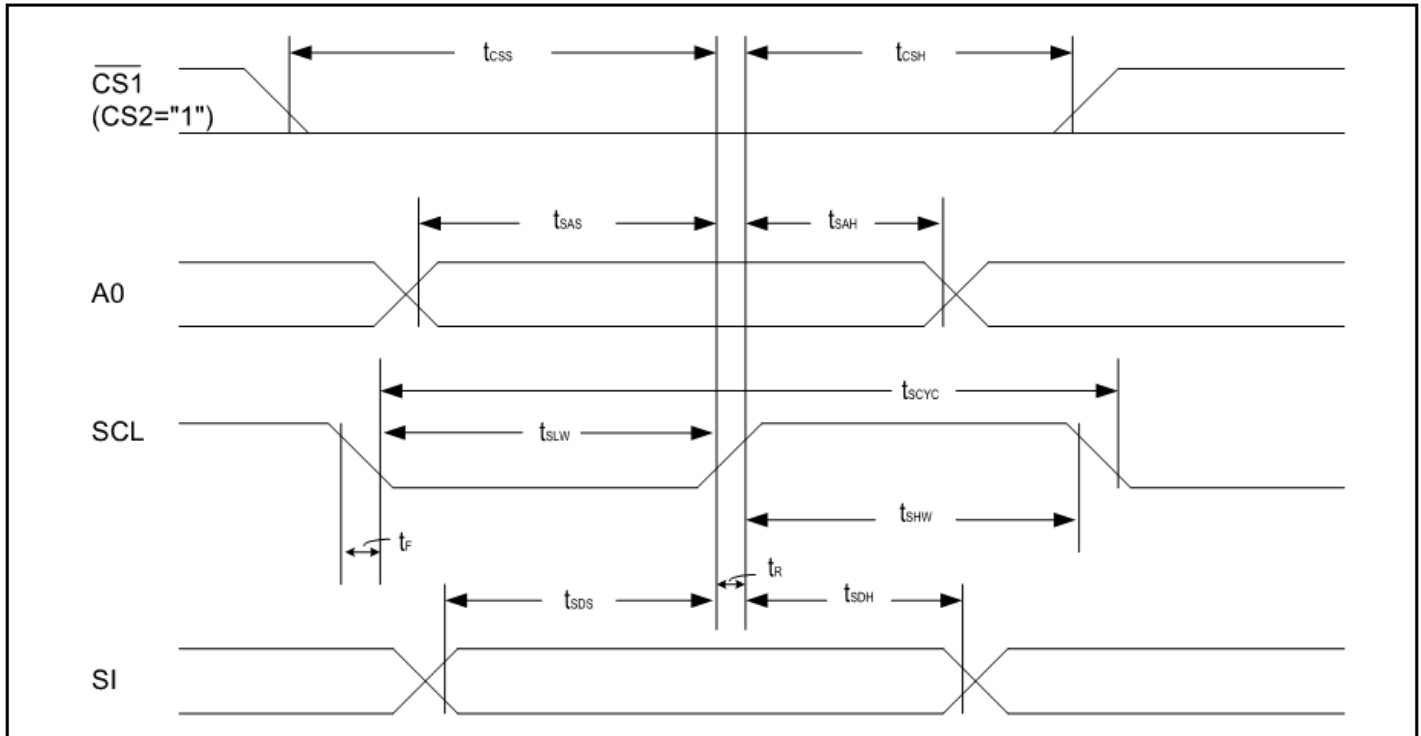 tCSS
tCSH
CS1
(CS2="1")
tSAS
tSAH
A0
tSCYC
SCL
tSLW
tSHW
tF
tR
tSDS
tSDH
SI